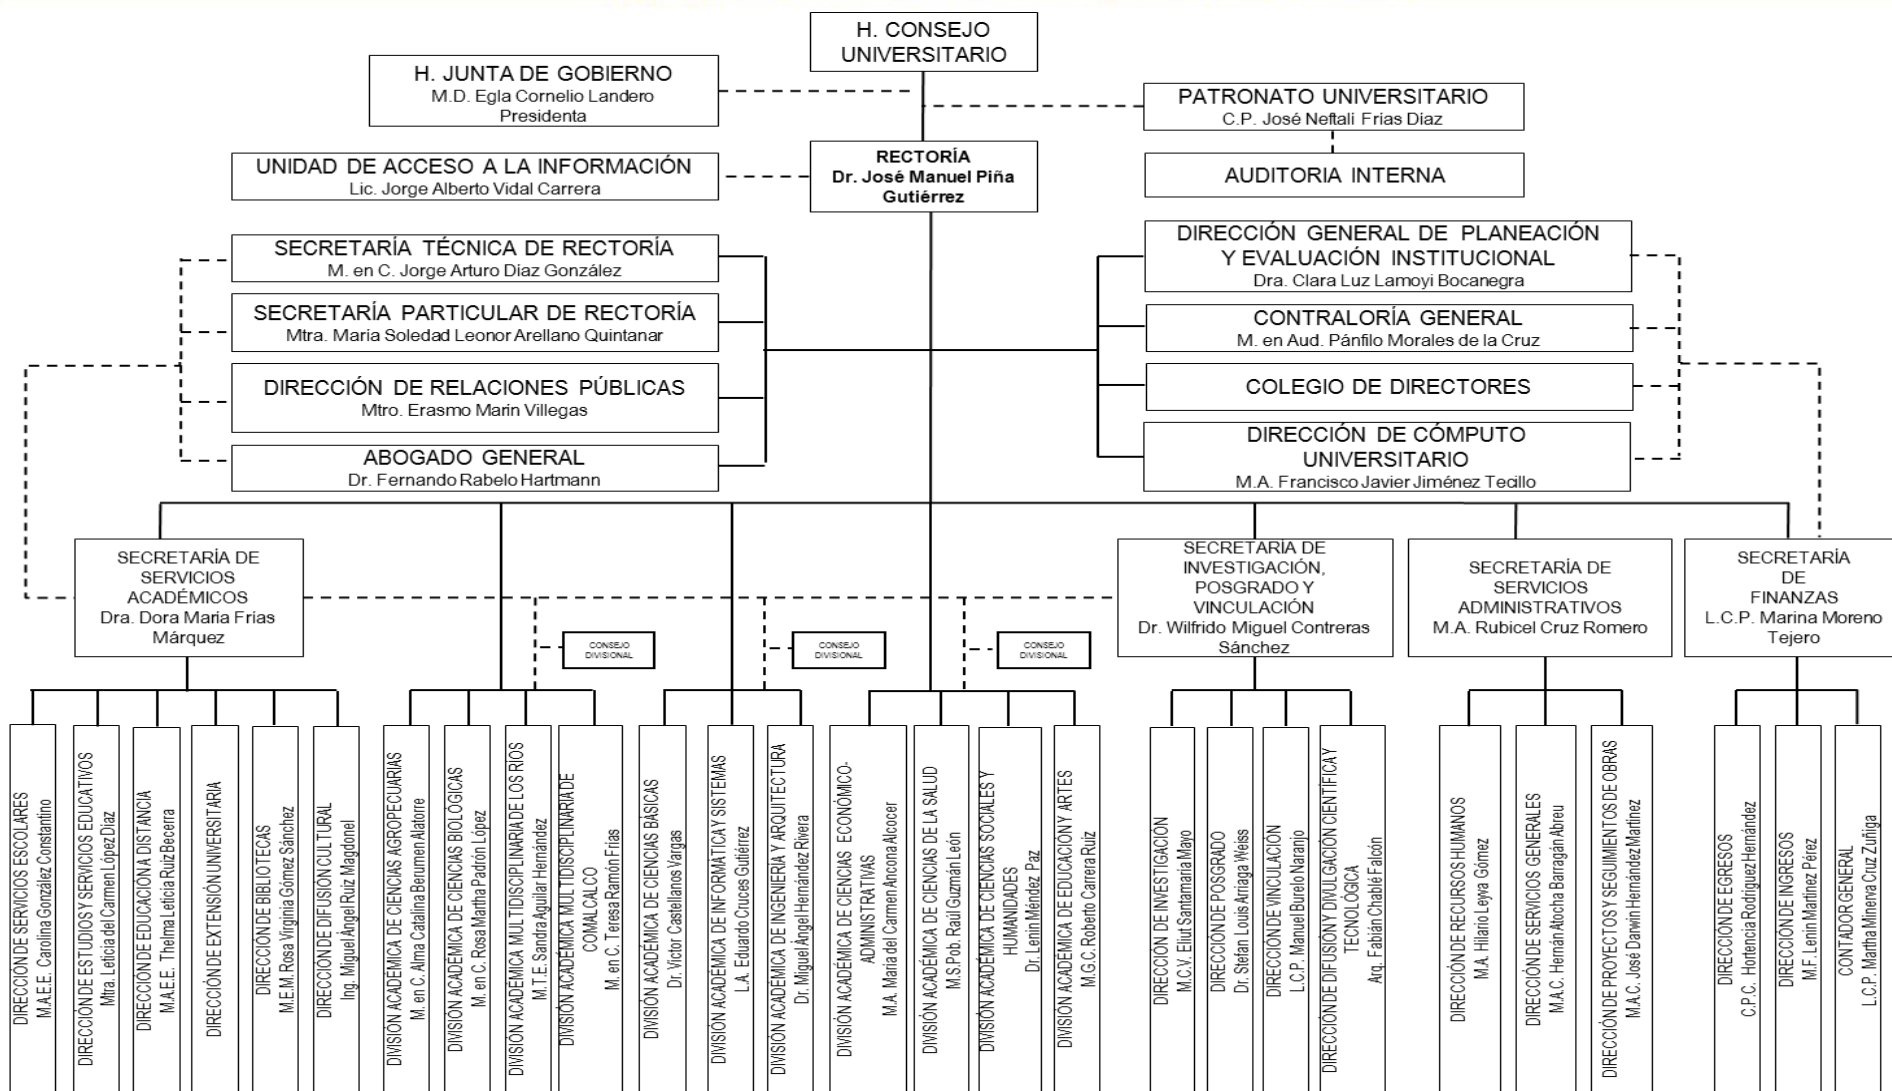 H. CONSEJO
UNIVERSITARIO
H. JUNTA DE GOBIERNO
M.D. Egla Cornelio Landero
Presidenta
PATRONATO UNIVERSITARIO
C.P. José Neftali Frías Diaz
UNIDAD DE ACCESO A LA INFORMACIÓN
Lic. Jorge Alberto Vidal Carrera
RECTORÍA
Dr. José Manuel Piña
Gutiérrez
AUDITORIA INTERNA
SECRETARÍA TÉCNICA DE RECTORÍA
M. en C. Jorge Arturo Diaz González
SECRETARÍA PARTICULAR DE RECTORÍA
Mtra. María Soledad Leonor Arellano Quintanar
DIRECCIÓN DE RELACIONES PÚBLICAS
Mtro. Erasmo Marín Villegas
ABOGADO GENERAL
Dr. Fernando Rabelo Hartmann
DIRECCIÓN GENERAL DE PLANEACIÓN
Y EVALUACIÓN INSTITUCIONAL
Dra. Clara Luz Lamoyi Bocanegra
CONTRALORÍA GENERAL
M. en Aud. Pánfilo Morales de la Cruz
COLEGIO DE DIRECTORES
DIRECCIÓN DE CÓMPUTO
UNIVERSITARIO
M.A. Francisco Javier Jiménez Tecillo
SECRETARÍA DE
SERVICIOS
ACADÉMICOS
Dra. Dora María Frías
Márquez
CONSEJO
DIVISIONAL
CONSEJO
DIVISIONAL
CONSEJO
DIVISIONAL
SECRETARÍA DE
INVESTIGACIÓN,
POSGRADO Y
VINCULACIÓN
Dr. Wilfrido Miguel Contreras
Sánchez
SECRETARÍA DE
SERVICIOS
ADMINISTRATIVOS
M.A. Rubicel Cruz Romero
SECRETARÍA
DE
FINANZAS
L.C.P. Marina Moreno
Tejero
DIRECCIÓN DE SERVICIOS ESCOLARES
M.A.E.E. Carolina González Constantino
DIRECCIÓN DE ESTUDIOS Y SERVICIOS EDUCATIVOS
Mtra. Leticia del Carmen López Diaz
DIRECCIÓN DE EDUCACIÓN A DISTANCIA
M.A.E.E. Thelma Leticia Ruiz Becerra
DIRECCIÓN DE EXTENSIÓN UNIVERSITARIA
DIRECCIÓN DE BIBLIOTECAS
M.E.M. Rosa Virginia Gómez Sánchez
DIRECCIÓN DE DIFUSIÓN CULTURAL
Ing. Miguel Ángel Ruiz Magdonel
DIVISIÓN ACADÉMICA DE CIENCIAS AGROPECUARIAS
M. en C. Alma Catalina Berumen Alatorre
DIVISIÓN ACADÉMICA DE CIENCIAS BIOLÓGICAS
M. en C. Rosa Martha Padrón López
DIVISIÓN ACADÉMICA MULTIDISCIPLINARIA DE LOS RIOS
M.T.E. Sandra Aguilar Hernández
DIVISIÓN ACADÉMICA MULTIDISCIPLINARIA DE
COMALCALCO
M. en C. Teresa Ramón Frías
DIVISIÓN ACADÉMICA DE CIENCIAS BÁSICAS
Dr. Victor Castellanos Vargas
DIVISIÓN ACADÉMICA DE INFORMÁTICA Y SISTEMAS
L.A. Eduardo Cruces Gutiérrez
DIVISIÓN ACADÉMICA DE INGENIERÍA Y ARQUITECTURA
Dr. Miguel Ángel Hernández Rivera
DIVISIÓN ACADÉMICA DE CIENCIAS ECONÓMICO-
ADMINISTRATIVAS
M.A. Maria del Carmen Ancona Alcocer
DIVISIÓN ACADÉMICA DE CIENCIAS DE LA SALUD
M.S.Pob. Raúl Guzmán León
DIVISIÓN ACADÉMICA DE CIENCIAS SOCIALES Y
HUMANIDADES
Dr. Lenin Méndez Paz
DIVISIÓN ACADÉMICA DE EDUCACIÓN Y ARTES
M.G.C. Roberto Carrera Ruiz
DIRECCIÓN DE INVESTIGACIÓN
M.C.V. Eliut Santamaría Mayo
DIRECCIÓN DE POSGRADO
Dr. Stefan Louis Arriaga Weiss
DIRECCIÓN DE VINCULACIÓN
L.C.P. Manuel Burelo Naranjo
DIRECCIÓN DE DIFUSIÓN Y DIVULGACIÓN CIENTÍFICA Y
TECNOLÓGICA
Arq. Fabián Chablé Falcón
DIRECCIÓN DE RECURSOS HUMANOS
M.A. Hilario Leyva Gómez
DIRECCIÓN DE SERVICIOS GENERALES
M.A.C. Hernán Atocha Barragán Abreu
DIRECCIÓN DE PROYECTOS Y SEGUIMIENTOS DE OBRAS
M.A.C. José Darwin Hernández Martínez
DIRECCIÓN DE EGRESOS
C.P.C. Hortencia Rodríguez Hernández
DIRECCIÓN DE INGRESOS
M.F. Lenin Martínez Pérez
CONTADOR GENERAL
L.C.P. Martha Minerva Cruz Zuñiga